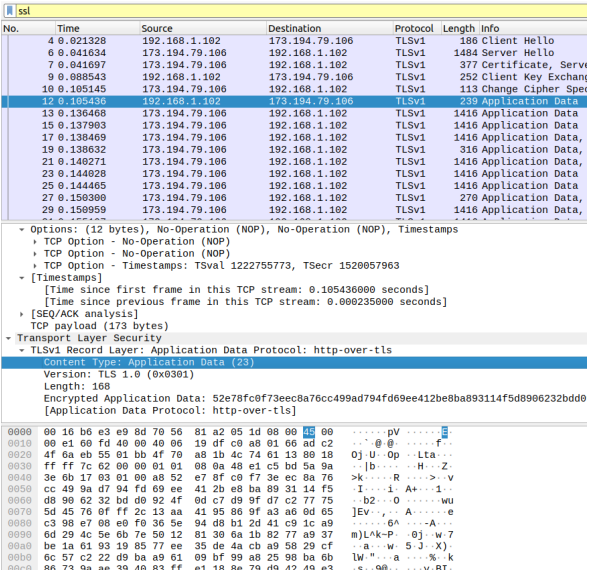 ssl
No. Time Source Destination Protocol Length Info
4 0.021328 192.168.1.102 173.194.79.106 TLSv1 186 Client Hello
6 0.041634 173.194.79.106 192.168.1.102 TLSv1 1484 Server Hello
7 0.041697 173.194.79.106 192.168.1.102 TLSv1 377 Certificate, Serve
9 0.088543 192.168.1.102 173.194.79.106 TLSv1 252 Client Key Exchang
10 0.105145 173.194.79.106 192.168.1.102 TLSv1 113 Change Cipher Spec
12 0.105436 192.168.1.102 173.194.79.106 TLSv1 239 Application Data
13 0.136468 173.194.79.106 192.168.1.102 TLSv1 1416 Application Data
15 0.137903 173.194.79.106 192.168.1.102 TLSv1 1416 Application Data
17 0.138469 173.194.79.106 192.168.1.102 TLSv1 1416 Application Data,
19 0.138632 173.194.79.106 192.168.1.102 TLSv1 316 Application Data,
21 0.140271 173.194.79.106 192.168.1.102 TLSv1 1416 Application Data,
23 0.144028 173.194.79.106 192.168.1.102 TLSv1 1416 Application Data,
25 0.144465 173.194.79.106 192.168.1.102 TLSv1 1416 Application Data,
27 0.150300 173.194.79.106 192.168.1.102 TLSv1 270 Application Data,
29 0.150959 173.194.79.106 192.168.1.102 TLSv1 1416 Application Data,
Options: (12 bytes), No-Operation (NOP), No-Operation (NOP), Timestamps
TCP Option - No-Operation (NOP)
TCP Option - No-Operation (NOP)
TCP Option - Timestamps: TSval 1222755773, TSecr 1520057963
[Timestamps]
[Time since first frame in this TCP stream: 0.105436000 seconds]
[Time since previous frame in this TCP stream: 0.000235000 seconds]
[SEQ/ACK analysis]
TCP payload (173 bytes)
Transport Layer Security
TLSv1 Record Layer: Application Data Protocol: http-over-tls
Content Type: Application Data (23)
Version: TLS 1.0 (0x0301)
Length: 168
Encrypted Application Data: 52e78fc0f73eec8a76cc499ad794fd69ee412be8ba893114f5d8906232bdd0
[Application Data Protocol: http-over-tls]
0000 00 16 b6 e3 e9 8d 70 56 81 a2 05 1d 08 00 45 00 ······pV ······E·
0010 00 e1 60 fd 40 00 40 06 19 df c0 a8 01 66 ad c2 ··`·@·@· ·····f··
0020 4f 6a eb 55 01 bb 4f 70 a8 1b 4c 74 61 13 80 18 Oj·U··Op ··Lta···
0030 ff ff 7c 62 00 00 01 01 08 0a 48 e1 c5 bd 5a 9a ··|b···· ··H···Z·
0040 3e 6b 17 03 01 00 a8 52 e7 8f c0 f7 3e ec 8a 76 >k·····R ····>··v
0050 cc 49 9a d7 94 fd 69 ee 41 2b e8 ba 89 31 14 f5 ·I····i· A+···1··
0060 d8 90 62 32 bd d0 92 4f 0d c7 d9 9f d7 c2 77 75 ··b2···O ······wu
0070 5d 45 76 0f ff 2c 13 aa 41 95 86 9f a3 a6 0d 65 ]Ev··,·· A······e
0080 c3 98 e7 08 e0 f0 36 5e 94 d8 b1 2d 41 c9 1c a9 ······6^ ···-A···
0090 6d 29 4c 5e 6b 7e 50 12 81 30 6a 1b 82 77 a9 37 m)L^k~P· ·0j··w·7
00a0 be 1a 61 93 19 85 77 ee 35 de 4a cb a9 58 29 cf ··a···w· 5·J··X)·
00b0 6c 57 c2 22 d9 ba a9 61 09 bf 99 a8 25 98 ba 6b lW·"···a ····%··k
00c0 86 73 9a ae 39 40 83 ff e1 18 8e 79 d9 42 49 e3 ·s··9@·· ···y·BI·